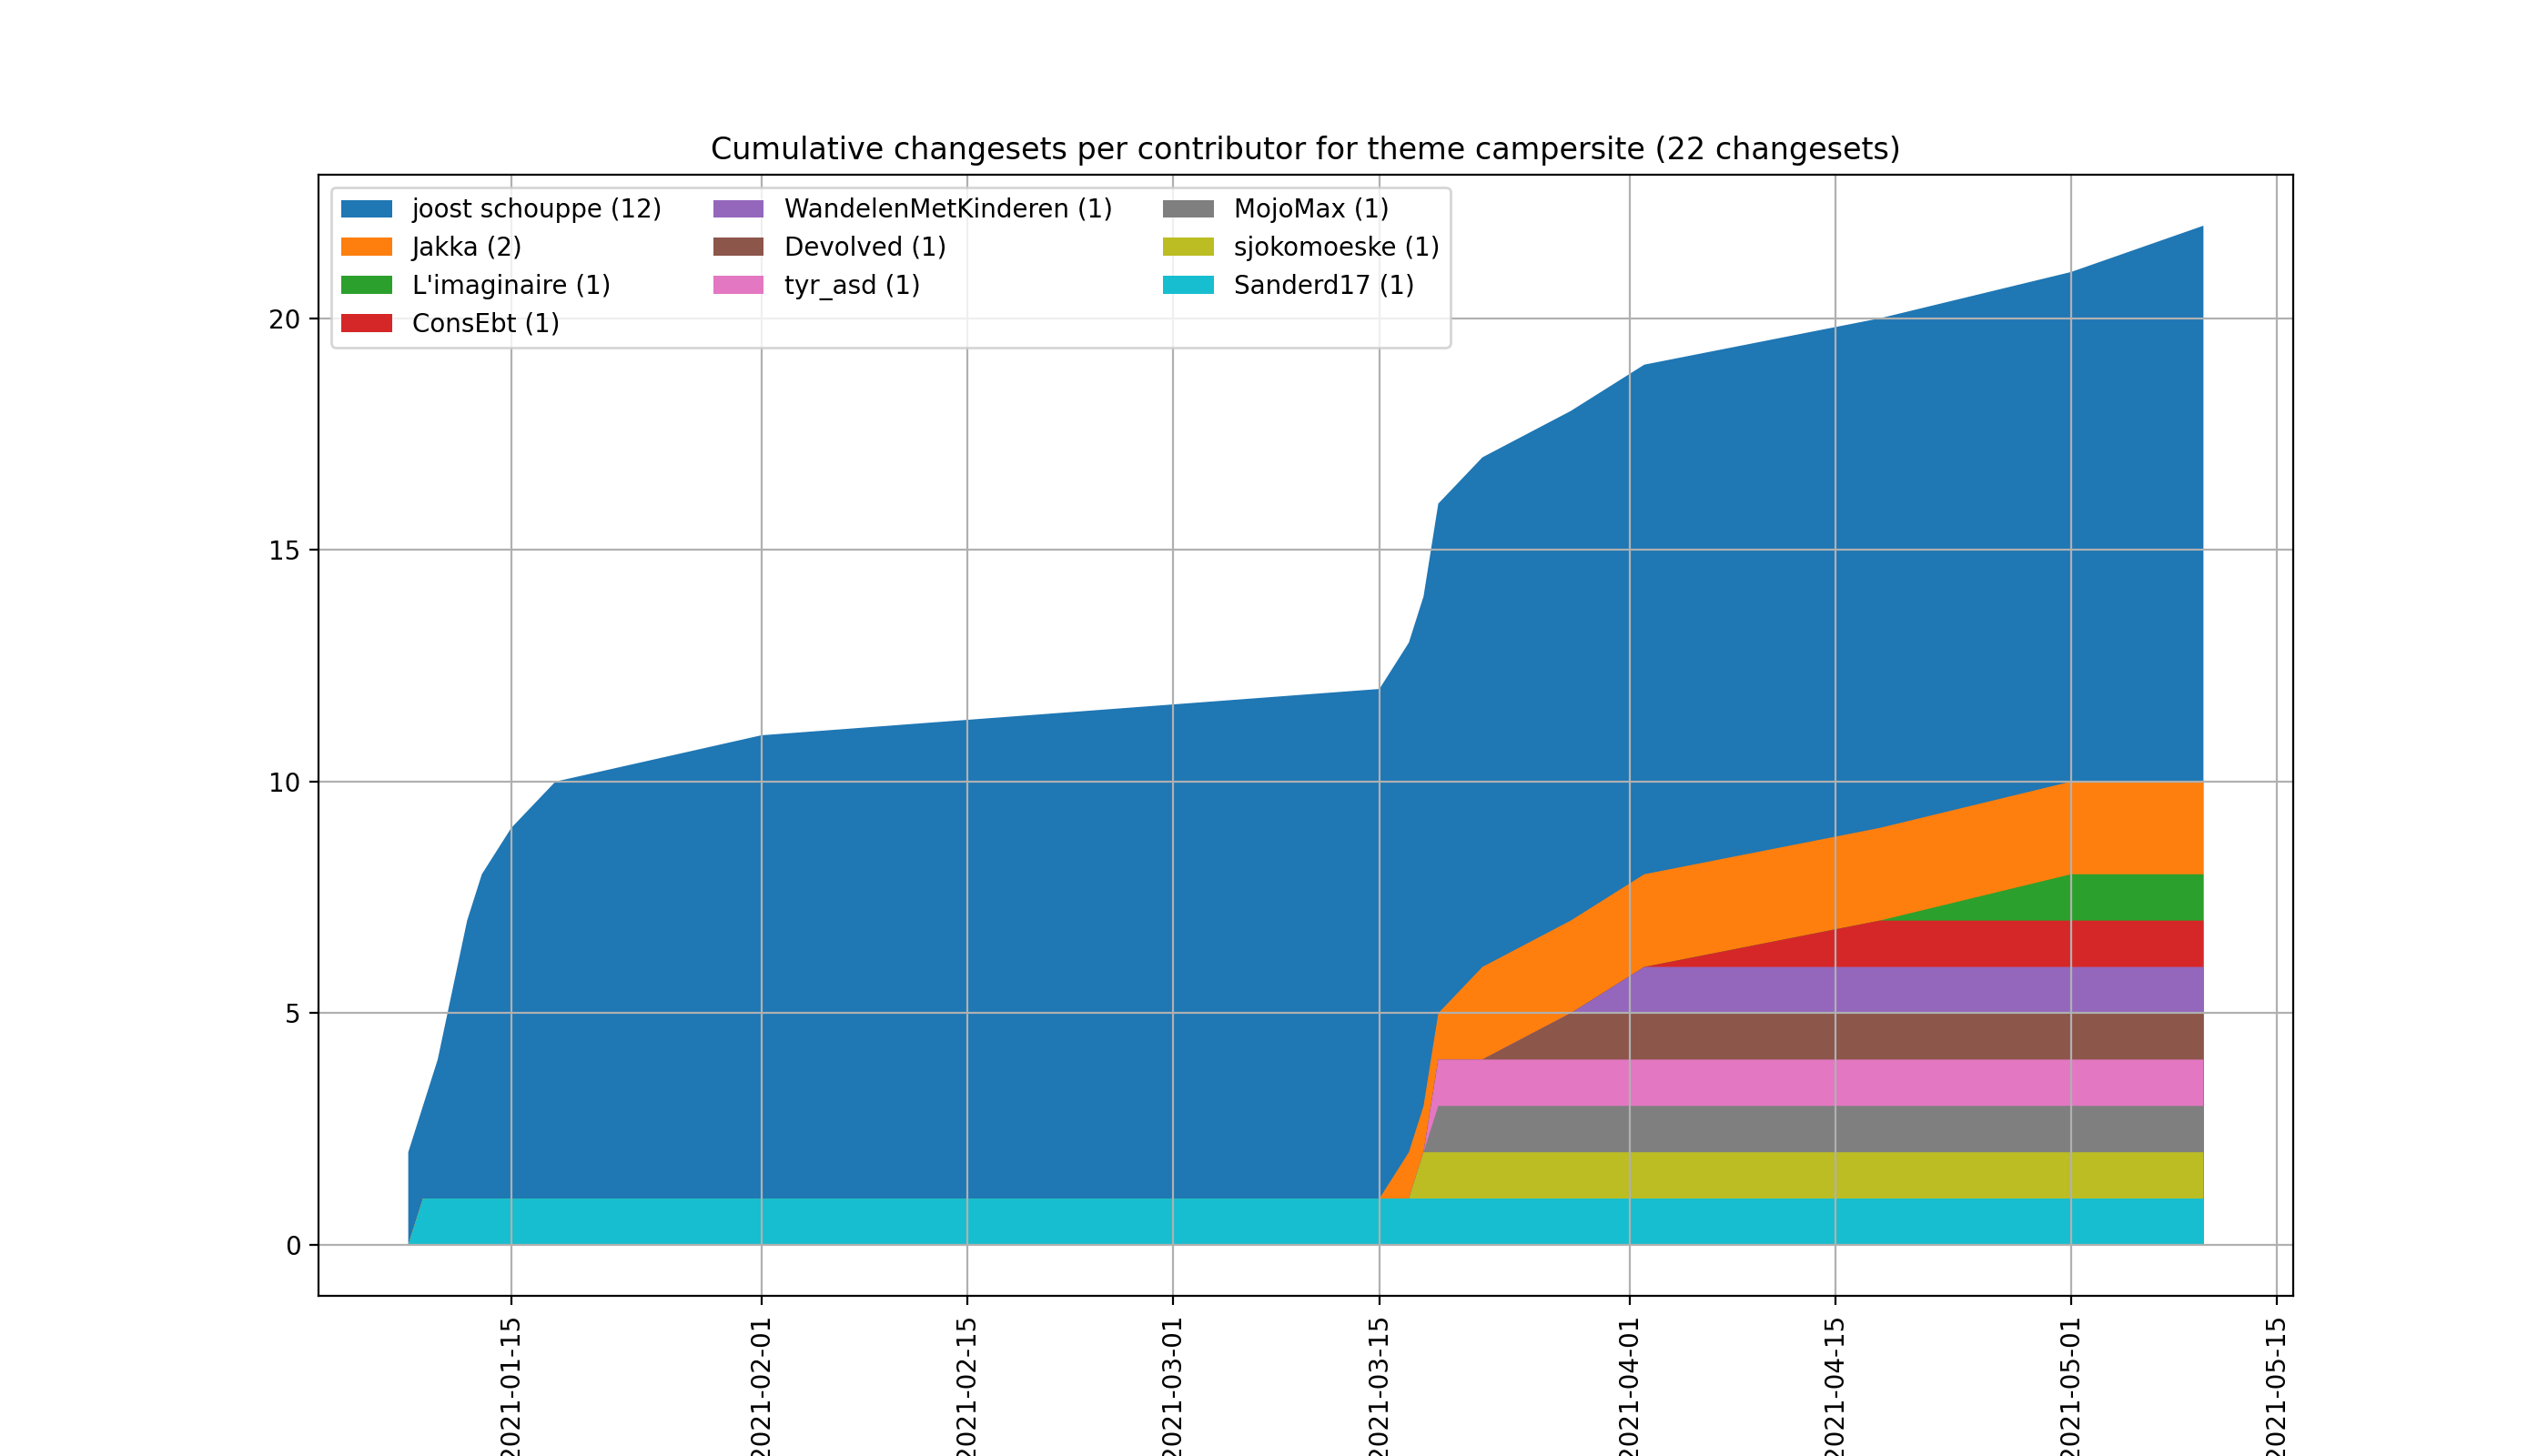 Cumulative changesets per contributor for theme campersite (22 changesets)
joost schouppe (12)
Jakka (2)
L'imaginaire (1)
ConsEbt (1)
WandelenMetKinderen (1)
Devolved (1)
tyr_asd (1)
MojoMax (1)
sjokomoeske (1)
Sanderd17 (1)
20
15
10
5
0
2021-01-15
2021-02-01
2021-02-15
2021-03-01
2021-03-15
2021-04-01
2021-04-15
2021-05-01
2021-05-15